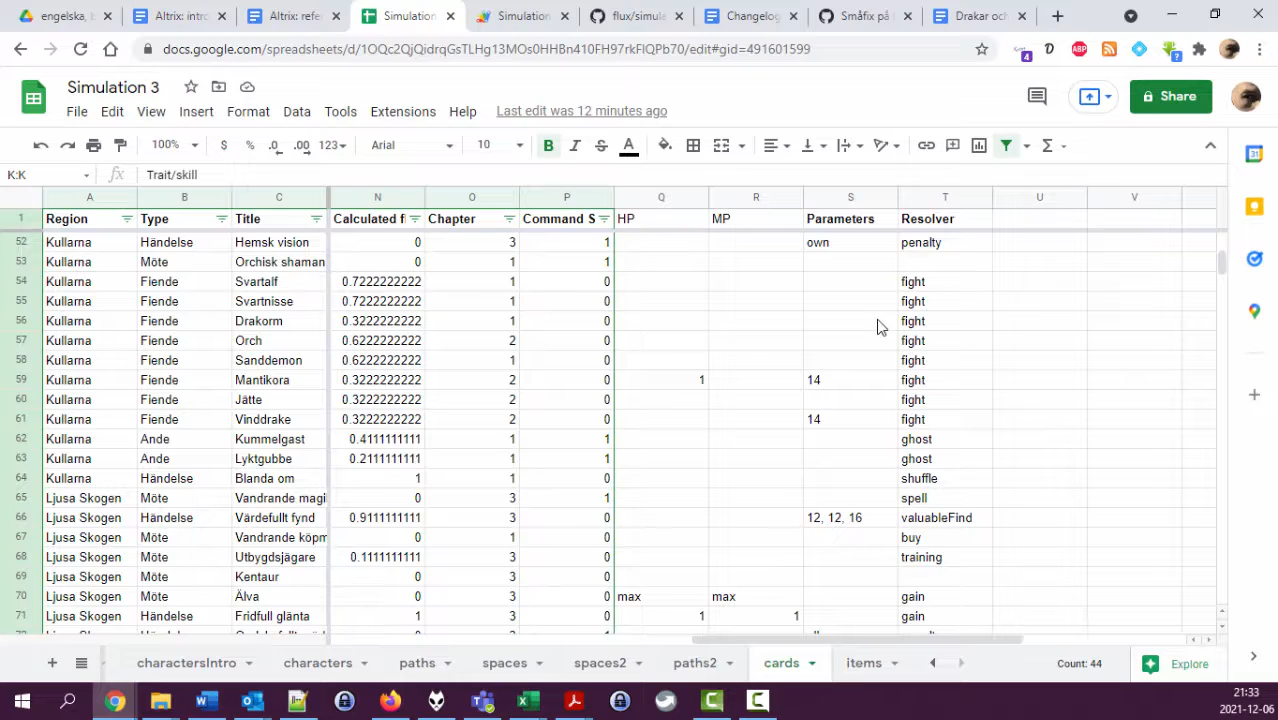 engelska,
Altrix: intro
Altrix: refe
Simulation
Simulation
flux/simula
Changelog
Småfix på
Drakar och
docs.google.com/spreadsheets/d/1OQc2QjQidrqGsTLHg13MOs0HHBn410FH97rkFlQPb70/edit#gid=491601599
4
ABP
?
Simulation 3
File Edit View Insert Format Data Tools Extensions Help Last edit was 12 minutes ago
Share
100% $ % .0 .00 123 Arial 10 B I S A
K:K fx Trait/skill
A B C N O P Q R S T U V
1 Region Type Title Calculated f Chapter Command S HP MP Parameters Resolver
52 Kullarna Händelse Hemsk vision 0 3 1 own penalty
53 Kullarna Möte Orchisk shaman 0 1 1
54 Kullarna Fiende Svartalf 0.7222222222 1 0 fight
55 Kullarna Fiende Svartnisse 0.7222222222 1 0 fight
56 Kullarna Fiende Drakorm 0.3222222222 1 0 fight
57 Kullarna Fiende Orch 0.6222222222 2 0 fight
58 Kullarna Fiende Sanddemon 0.6222222222 1 0 fight
59 Kullarna Fiende Mantikora 0.3222222222 2 0 1 14 fight
60 Kullarna Fiende Jätte 0.3222222222 2 0 fight
61 Kullarna Fiende Vinddrake 0.3222222222 2 0 14 fight
62 Kullarna Ande Kummelgast 0.4111111111 1 1 ghost
63 Kullarna Ande Lyktgubbe 0.2111111111 1 1 ghost
64 Kullarna Händelse Blanda om 1 1 0 shuffle
65 Ljusa Skogen Möte Vandrande magi 0 3 1 spell
66 Ljusa Skogen Händelse Värdefullt fynd 0.9111111111 3 0 12, 12, 16 valuableFind
67 Ljusa Skogen Möte Vandrande köpm 0 1 0 buy
68 Ljusa Skogen Möte Utbygdsjägare 0.1111111111 3 0 training
69 Ljusa Skogen Möte Kentaur 0 3 0
70 Ljusa Skogen Möte Älva 0 3 0 max max gain
71 Ljusa Skogen Händelse Fridfull glänta 1 3 0 1 1 gain
charactersIntro characters paths spaces spaces2 paths2 cards items Count: 44 Explore
21:33
2021-12-06